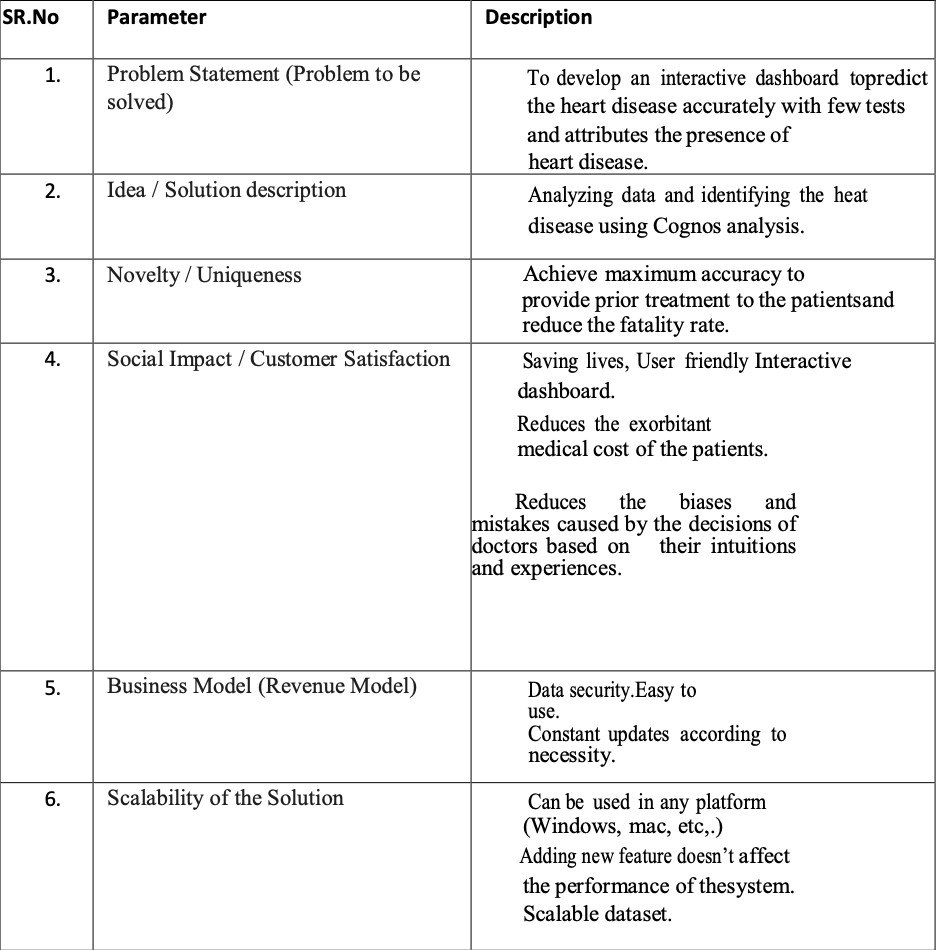 SR.No Parameter Description
1. Problem Statement (Problem to be
solved)
To develop an interactive dashboard topredict
the heart disease accurately with few tests
and attributes the presence of
heart disease.
2. Idea / Solution description
Analyzing data and identifying the heat
disease using Cognos analysis.
3. Novelty / Uniqueness
Achieve maximum accuracy to
provide prior treatment to the patientsand
reduce the fatality rate.
4. Social Impact / Customer Satisfaction
Saving lives, User friendly Interactive
dashboard.
Reduces the exorbitant
medical cost of the patients.
Reduces the biases and
mistakes caused by the decisions of
doctors based on their intuitions
and experiences.
5. Business Model (Revenue Model)
Data security.Easy to
use.
Constant updates according to
necessity.
6. Scalability of the Solution
Can be used in any platform
(Windows, mac, etc,.)
Adding new feature doesn’t affect
the performance of thesystem.
Scalable dataset.